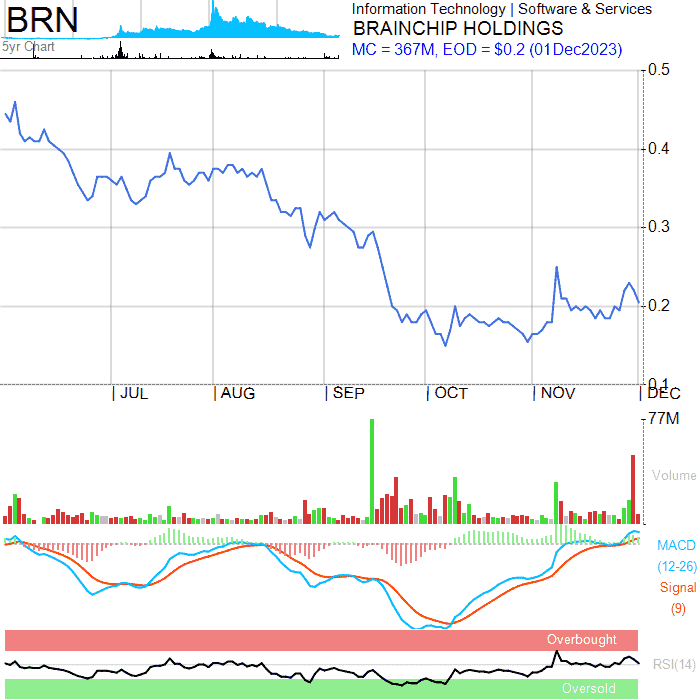 BRN
5yr Chart
Information Technology | Software & Services
BRAINCHIP HOLDINGS
MC = 367M, EOD = $0.2 (01Dec2023)
0.5
0.4
0.3
0.2
0.1
JUL
AUG
SEP
OCT
NOV
DEC
77M
Volume
MACD
(12-26)
Signal
(9)
Overbought
RSI(14)
Oversold